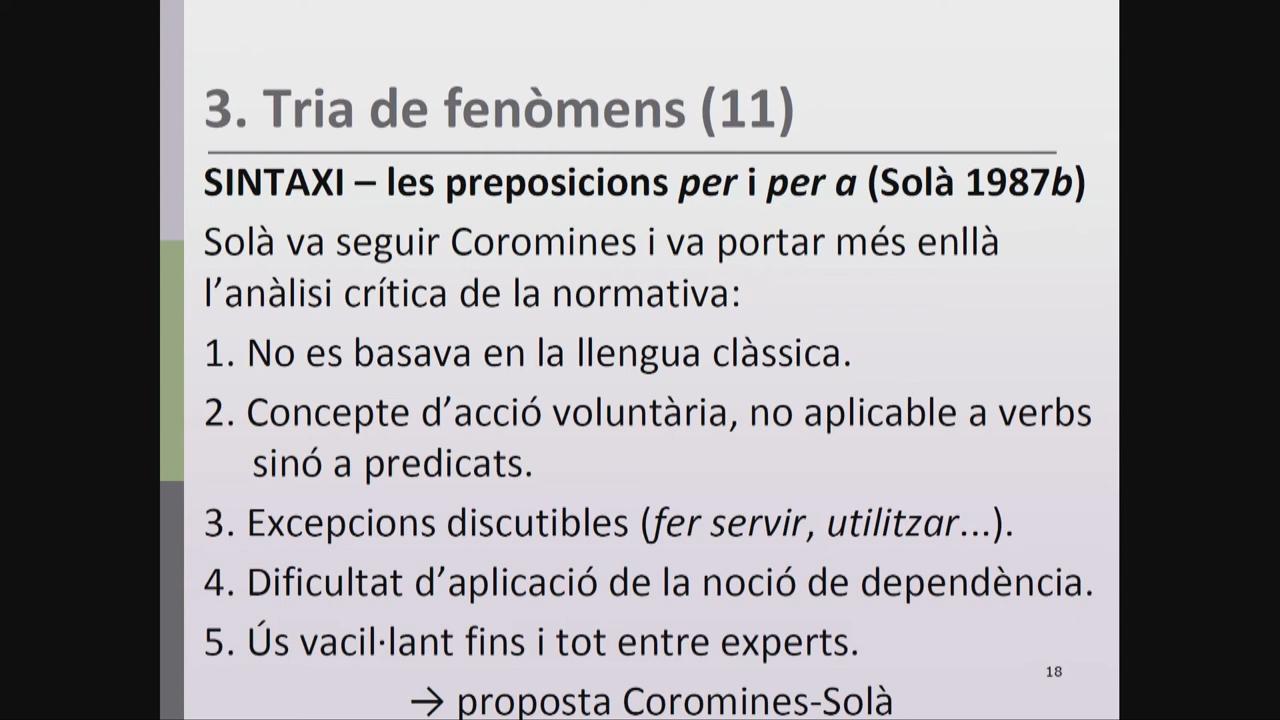 3. Tria de fenòmens (11)
SINTAXI – les preposicions per i per a (Solà 1987b)
Solà va seguir Coromines i va portar més enllà
l’anàlisi crítica de la normativa:
1. No es basava en la llengua clàssica.
2. Concepte d’acció voluntària, no aplicable a verbs
sinó a predicats.
3. Excepcions discutibles (fer servir, utilitzar...).
4. Dificultat d’aplicació de la noció de dependència.
5. Ús vacil·lant fins i tot entre experts.
18
→ proposta Coromines-Solà